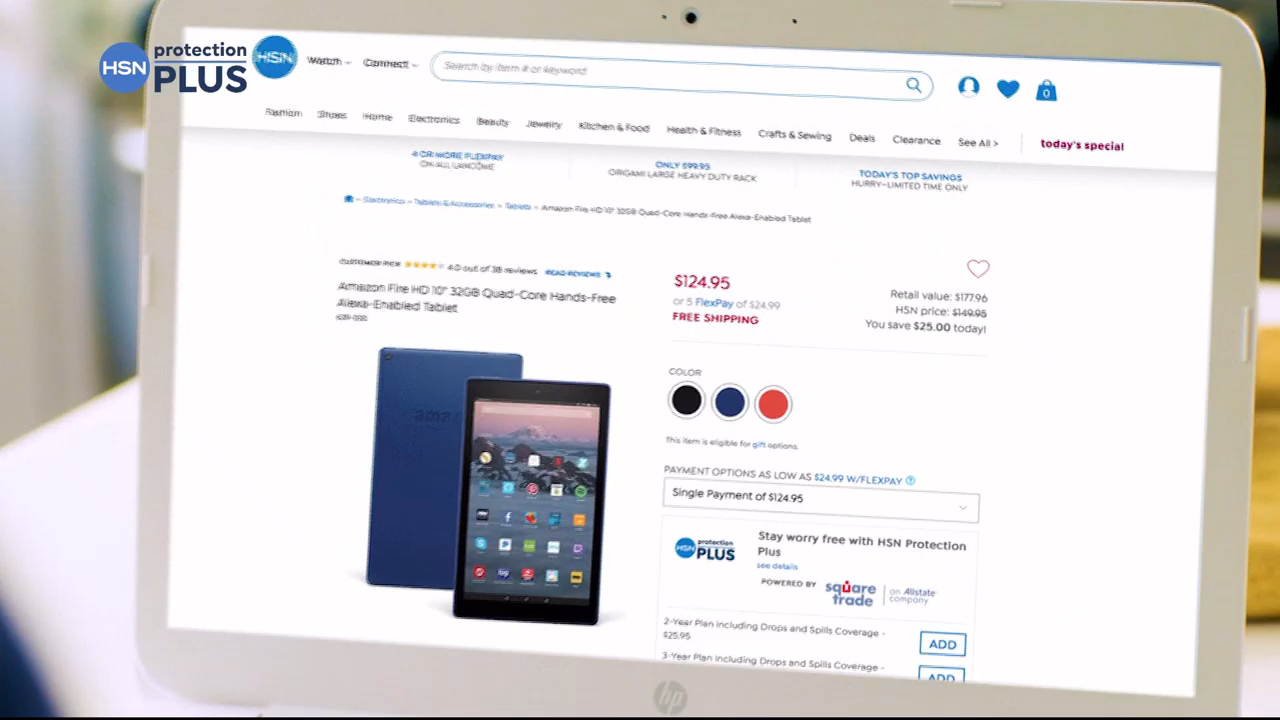 HSN protection PLUS
HSN Watch Connect Search by item # or keyword 0
Fashion Shoes Home Electronics Beauty Jewelry Kitchen & Food Health & Fitness Crafts & Sewing Deals Clearance See All > today's special
4 OR MORE FLEXPAY
ON ALL LANCOME
ONLY $99.95
ORIGAMI LARGE HEAVY DUTY RACK
TODAY'S TOP SAVINGS
HURRY–LIMITED TIME ONLY
Electronics – Tablets & Accessories – Tablets – Amazon Fire HD 10" 32GB Quad-Core Hands-Free Alexa-Enabled Tablet
CUSTOMER PICK 4.0 out of 38 reviews READ REVIEWS
Amazon Fire HD 10" 32GB Quad-Core Hands-Free
Alexa-Enabled Tablet
$124.95
or 5 FlexPay of $24.99
FREE SHIPPING
Retail value: $177.96
HSN price: $149.95
You save $25.00 today!
COLOR
This item is eligible for gift options.
PAYMENT OPTIONS AS LOW AS $24.99 W/FLEXPAY ?
Single Payment of $124.95
HSN protection PLUS
Stay worry free with HSN Protection
Plus
see details
POWERED BY square trade | an Allstate company
2-Year Plan including Drops and Spills Coverage -
$25.95
ADD
3-Year Plan including Drops and Spills Coverage -
ADD
hp